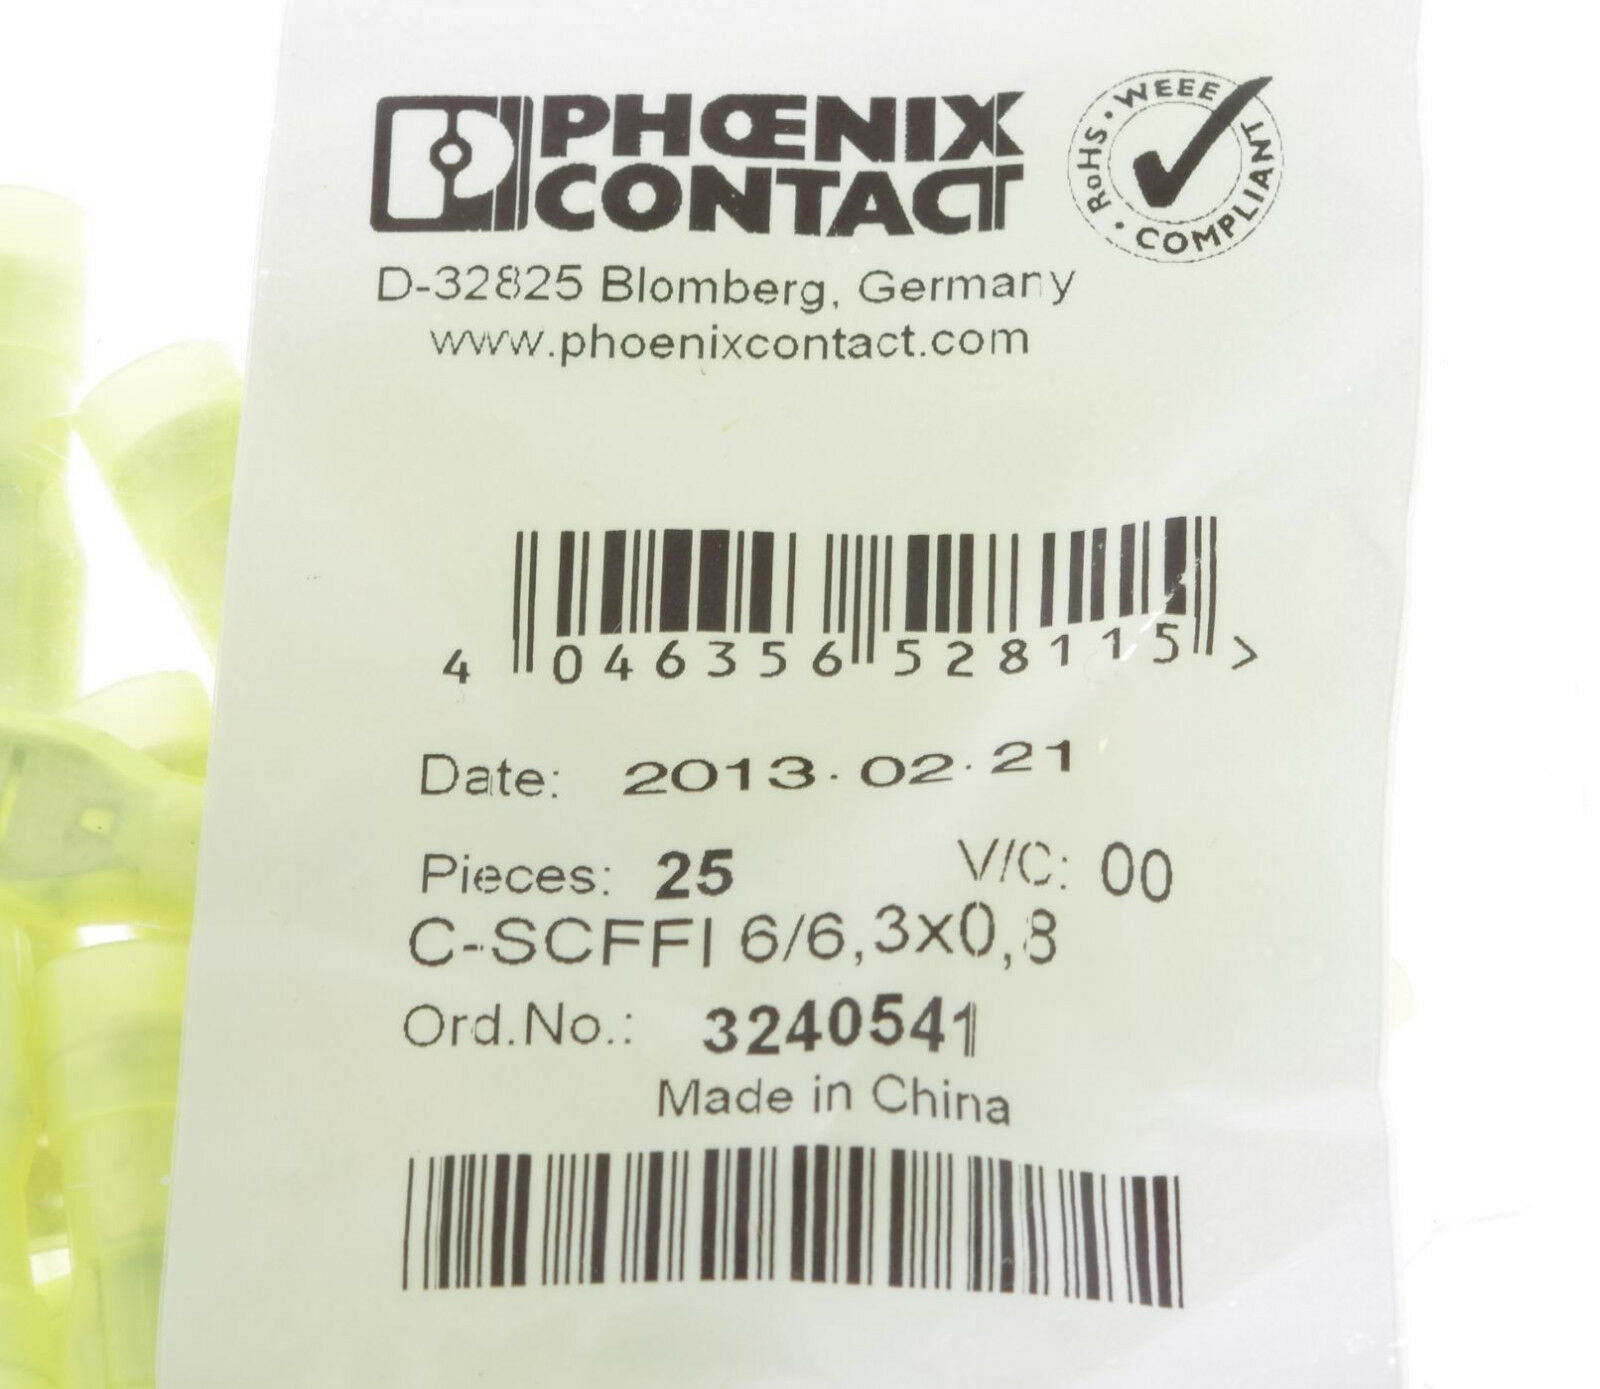 PHOENIX
CONTACT
RoHS · WEEE · COMPLIANT
D-32825 Blomberg, Germany
www.phoenixcontact.com
4 046356 528115 >
Date: 2013.02.21
Pieces: 25 V/C: 00
C-SCFFI 6/6,3x0,8
Ord.No.: 3240541
Made in China